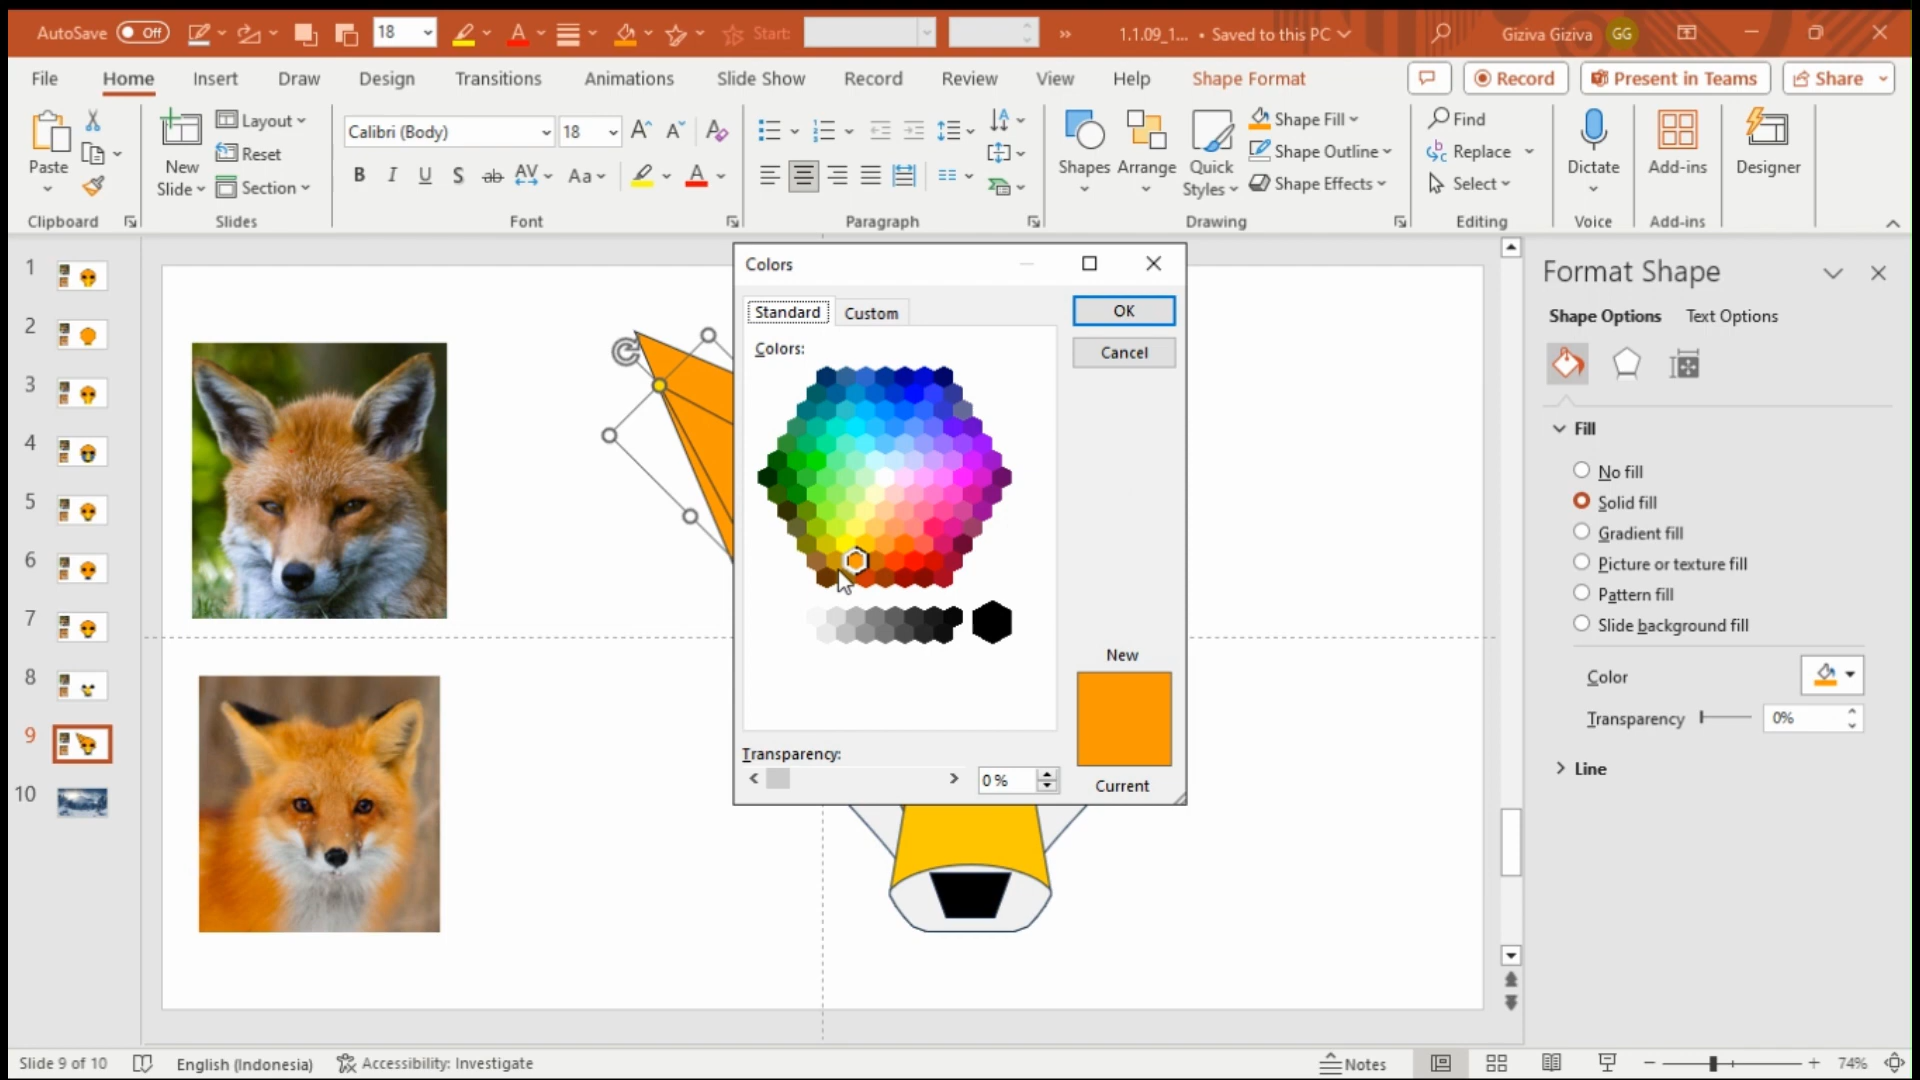 AutoSave Off 18 Start: » 1.1.09_1... • Saved to this PC Giziva Giziva GG
File Home Insert Draw Design Transitions Animations Slide Show Record Review View Help Shape Format Record Present in Teams Share
Paste
Clipboard
New Slide
Layout
Reset
Section
Slides
Calibri (Body) 18
B I U S ab AV Aa A
Font
Paragraph
Shapes
Arrange
Quick Styles
Shape Fill
Shape Outline
Shape Effects
Drawing
Find
Replace
Select
Editing
Dictate
Voice
Add-ins
Add-ins
Designer
1
2
3
4
5
6
7
8
9
10
Colors
Standard Custom
Colors:
OK
Cancel
New
Current
Transparency:
0 %
Format Shape
Shape Options Text Options
Fill
No fill
Solid fill
Gradient fill
Picture or texture fill
Pattern fill
Slide background fill
Color
Transparency 0%
Line
Slide 9 of 10 English (Indonesia) Accessibility: Investigate Notes 74%